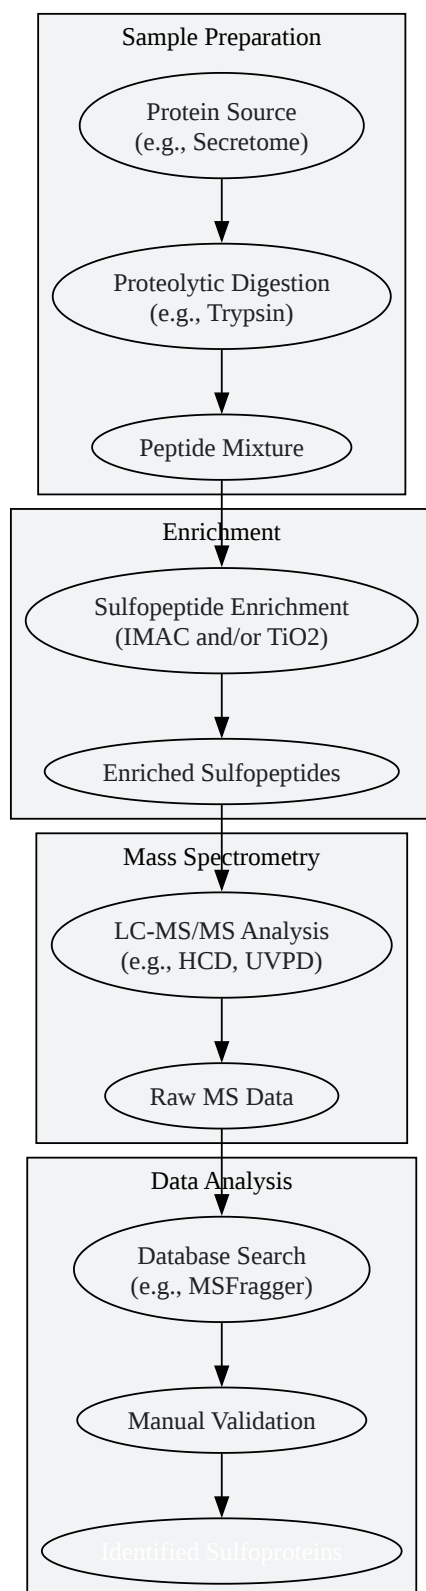 Sample Preparation
Protein Source
(e.g., Secretome)
Proteolytic Digestion
(e.g., Trypsin)
Peptide Mixture
Enrichment
Sulfopeptide Enrichment
(IMAC and/or TiO2)
Enriched Sulfopeptides
Mass Spectrometry
LC-MS/MS Analysis
(e.g., HCD, UVPD)
Raw MS Data
Data Analysis
Database Search
(e.g., MSFragger)
Manual Validation
Identified Sulfoproteins